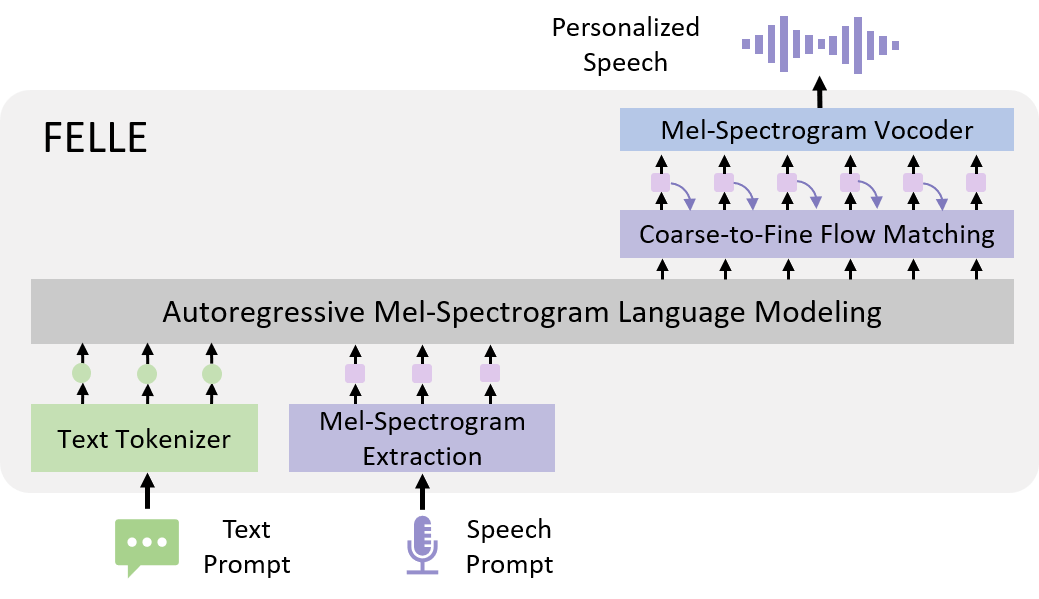 Personalized
Speech
FELLE
Mel-Spectrogram Vocoder
Coarse-to-Fine Flow Matching
Autoregressive Mel-Spectrogram Language Modeling
Text Tokenizer
Mel-Spectrogram
Extraction
Text
Prompt
Speech
Prompt